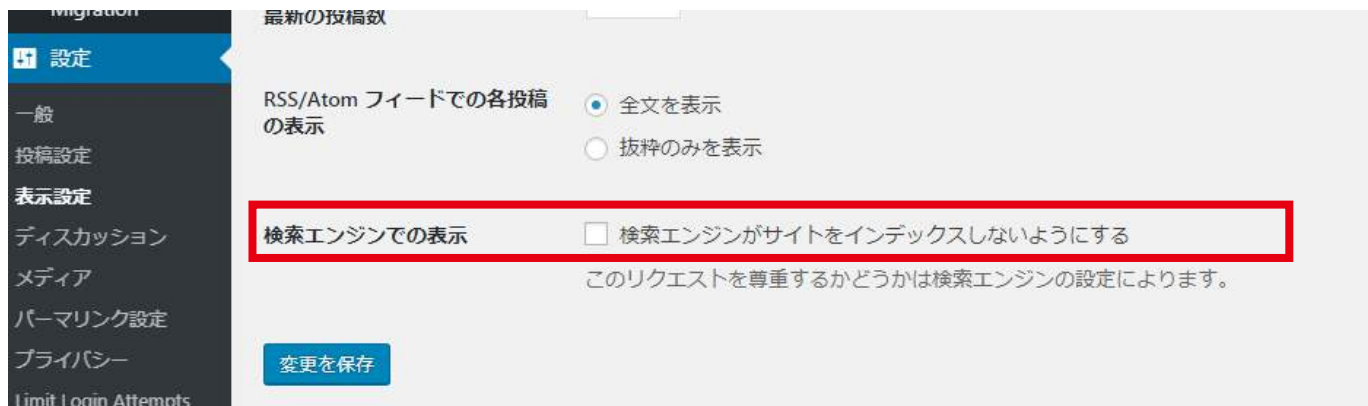 Migration
設定
一般
投稿設定
表示設定
ディスカッション
メディア
パーマリンク設定
プライバシー
Limit Login Attempts
最新の投稿数
RSS/Atom フィードでの各投稿
の表示
全文を表示
抜粋のみを表示
検索エンジンでの表示
検索エンジンがサイトをインデックスしないようにする
このリクエストを尊重するかどうかは検索エンジンの設定によります。
変更を保存